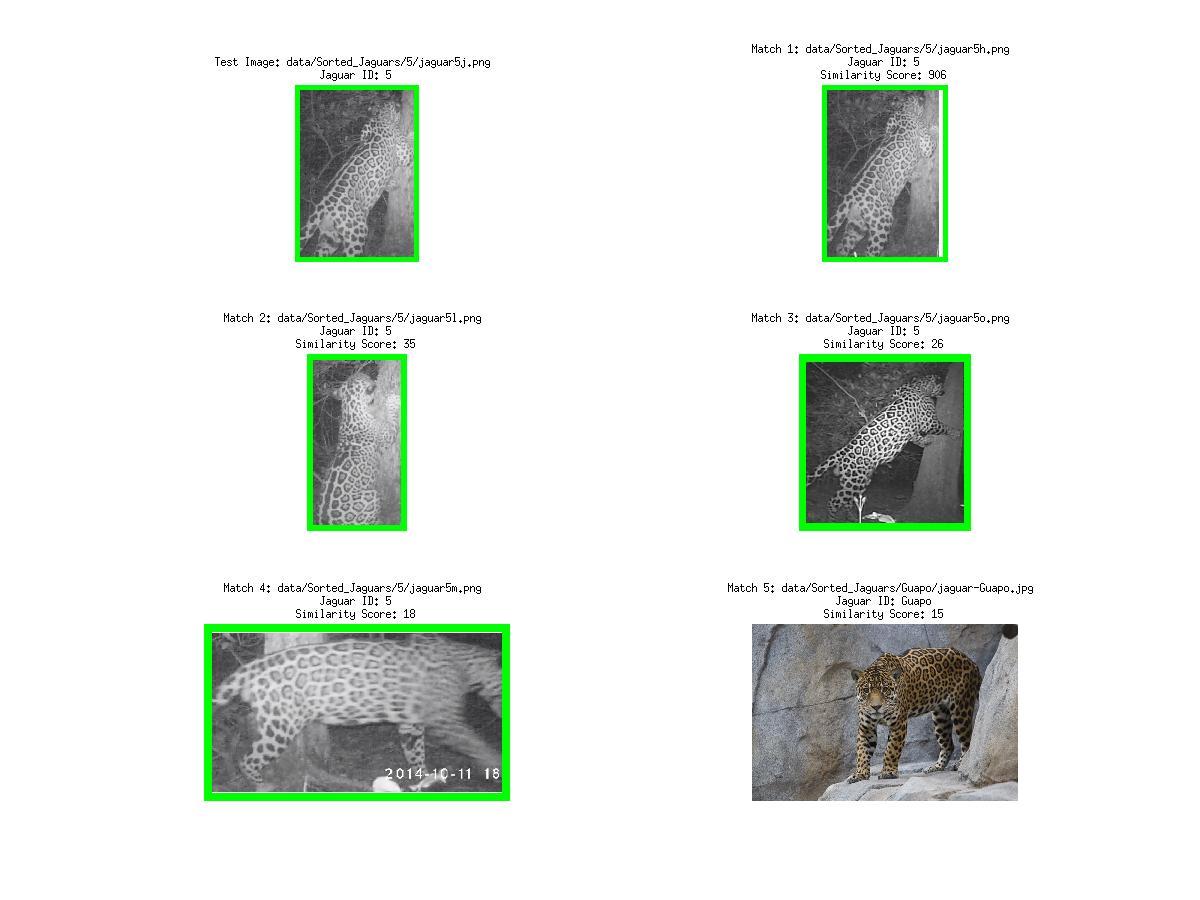 Test Image: data/Sorted_Jaguars/5/jaguar5j.png
Jaguar ID: 5
Match 1: data/Sorted_Jaguars/5/jaguar5h.png
Jaguar ID: 5
Similarity Score: 906
Match 2: data/Sorted_Jaguars/5/jaguar5l.png
Jaguar ID: 5
Similarity Score: 35
Match 3: data/Sorted_Jaguars/5/jaguar5o.png
Jaguar ID: 5
Similarity Score: 26
Match 4: data/Sorted_Jaguars/5/jaguar5m.png
Jaguar ID: 5
Similarity Score: 18
2014-10-11 18
Match 5: data/Sorted_Jaguars/Guapo/jaguar-Guapo.jpg
Jaguar ID: Guapo
Similarity Score: 15